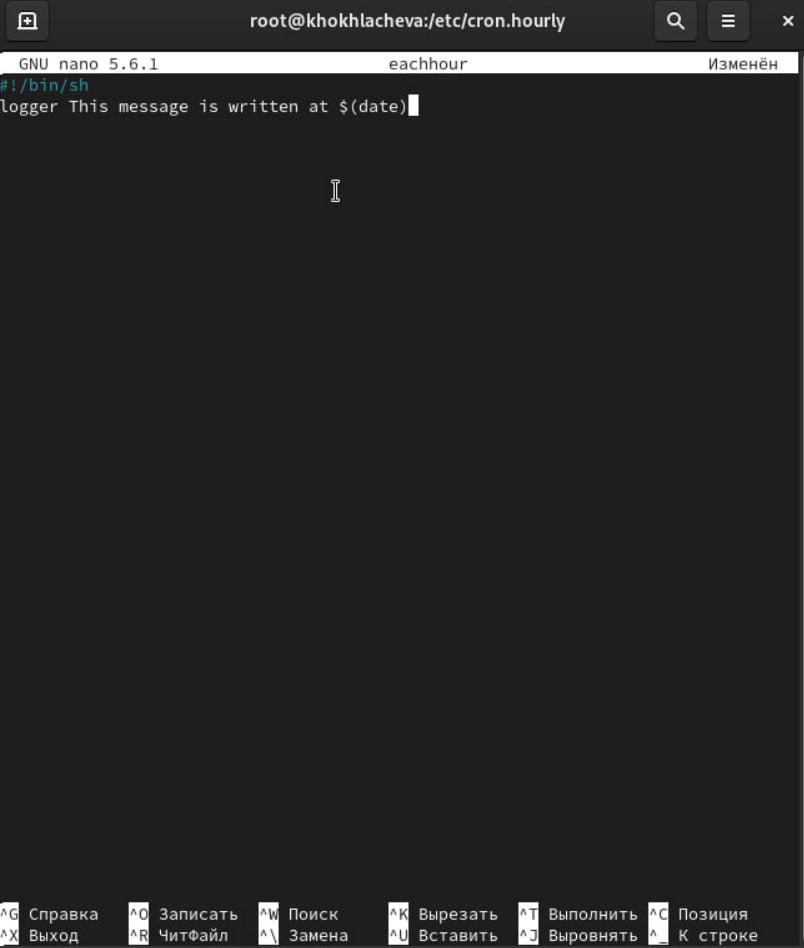 root@khokhlacheva:/etc/cron.hourly
GNU nano 5.6.1 eachhour Изменён
#!/bin/sh
logger This message is written at $(date)
^G Справка ^O Записать ^W Поиск ^K Вырезать ^T Выполнить ^C Позиция
^X Выход ^R ЧитФайл ^\ Замена ^U Вставить ^J Выровнять ^_ К строке